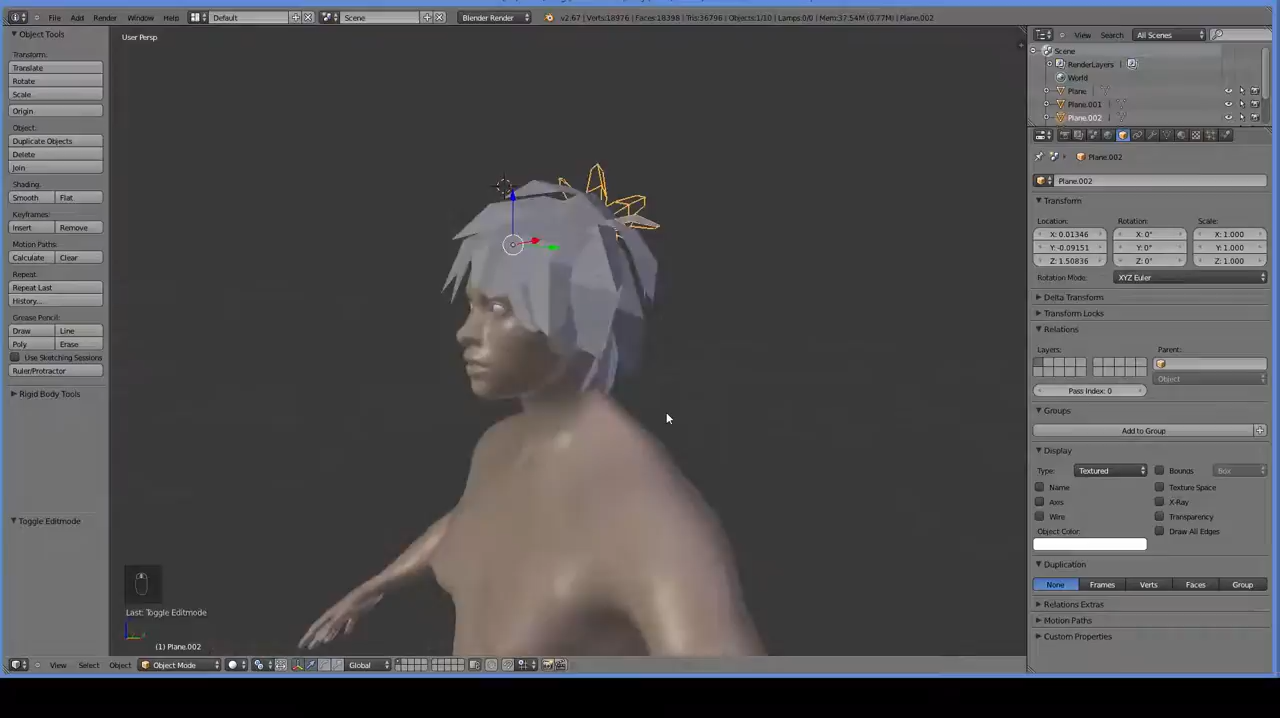 File Add Render Window Help Default Scene Blender Render v2.67 | Verts:18976 | Faces:18398 | Tris:36796 | Objects:1/10 | Lamps:0/0 | Mem:37.54M (0.77M) | Plane.002
Object Tools
Transform:
Translate
Rotate
Scale
Origin
Object:
Duplicate Objects
Delete
Join
Shading:
Smooth Flat
Keyframes:
Insert Remove
Motion Paths:
Calculate Clear
Repeat:
Repeat Last
History...
Grease Pencil:
Draw Line
Poly Erase
Use Sketching Sessions
Ruler/Protractor
Rigid Body Tools
Toggle Editmode
User Persp
Last: Toggle Editmode
(1) Plane.002
View Select Object Object Mode Global
View Search All Scenes
Scene
RenderLayers |
World
Plane |
Plane.001 |
Plane.002
Plane.002
Plane.002
Transform
Location: Rotation: Scale:
X: 0.01346 X: 0° X: 1.000
Y: -0.09151 Y: 0° Y: 1.000
Z: 1.50836 Z: 0° Z: 1.000
Rotation Mode: XYZ Euler
Delta Transform
Transform Locks
Relations
Layers: Parent:
Object
Pass Index: 0
Groups
Add to Group
Display
Type: Textured Bounds Box
Name Texture Space
Axis X-Ray
Wire Transparency
Object Color: Draw All Edges
Duplication
None Frames Verts Faces Group
Relations Extras
Motion Paths
Custom Properties